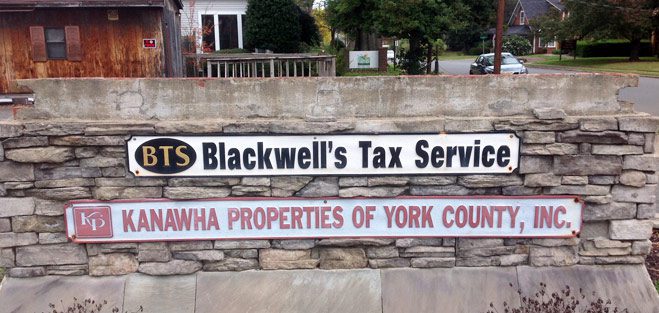 BTS Blackwell's Tax Service
KP KANAWHA PROPERTIES OF YORK COUNTY, INC.